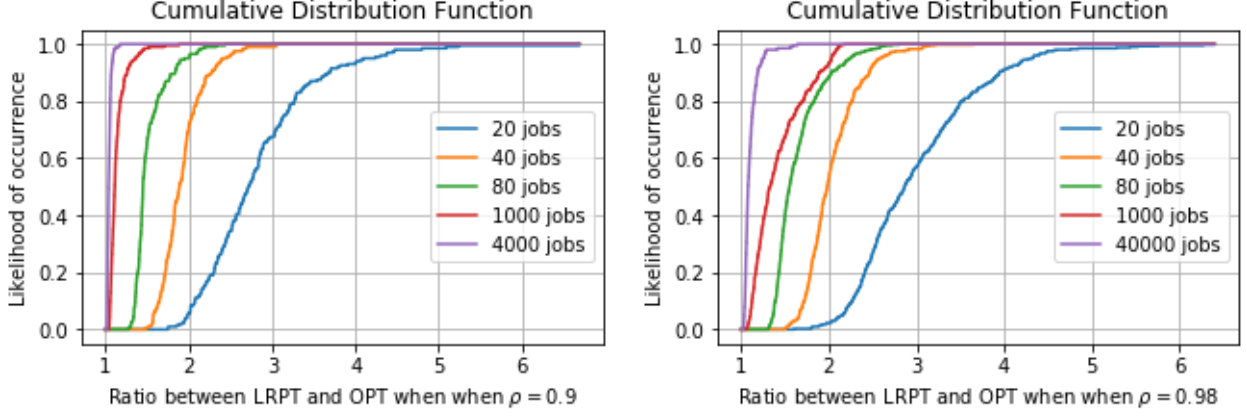 Cumulative Distribution Function
Likelihood of occurrence
1.0
0.8
0.6
0.4
0.2
0.0
20 jobs
40 jobs
80 jobs
1000 jobs
4000 jobs
1 2 3 4 5 6
Ratio between LRPT and OPT when when ρ = 0.9
Cumulative Distribution Function
Likelihood of occurrence
1.0
0.8
0.6
0.4
0.2
0.0
20 jobs
40 jobs
80 jobs
1000 jobs
40000 jobs
1 2 3 4 5 6
Ratio between LRPT and OPT when when ρ = 0.98